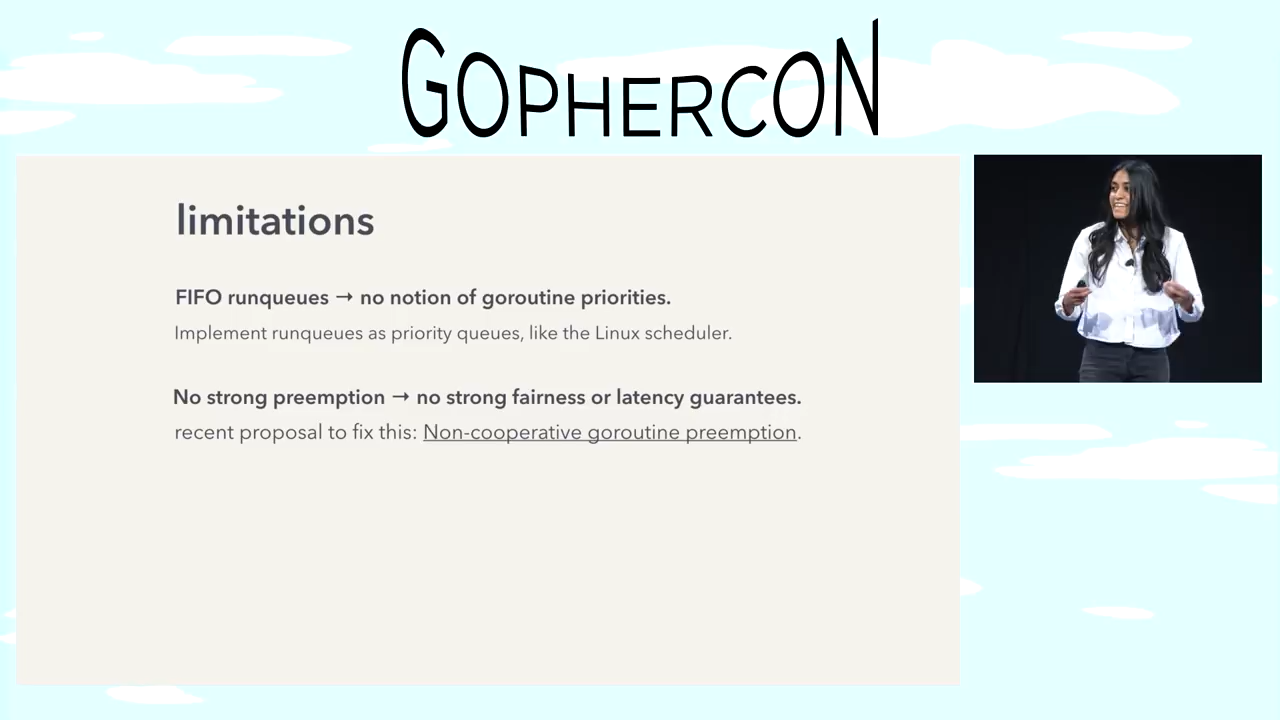 GOPHERCON
limitations
FIFO runqueues → no notion of goroutine priorities.
Implement runqueues as priority queues, like the Linux scheduler.
No strong preemption → no strong fairness or latency guarantees.
recent proposal to fix this: Non-cooperative goroutine preemption.